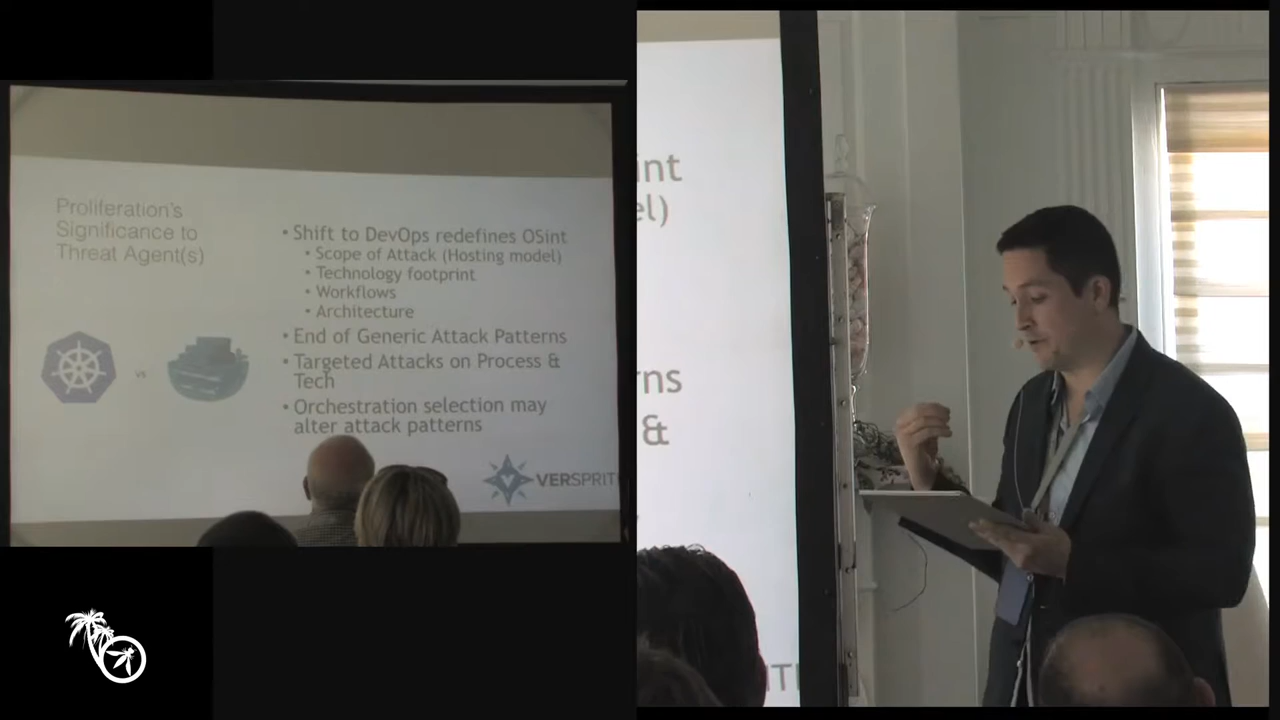 Proliferation's
Significance to
Threat Agent(s)
vs
• Shift to DevOps redefines OSint
• Scope of Attack (Hosting model)
• Technology footprint
• Workflows
• Architecture
• End of Generic Attack Patterns
• Targeted Attacks on Process &
Tech
• Orchestration selection may
alter attack patterns
VERSPRIT
int
el)
rns
&
ITI